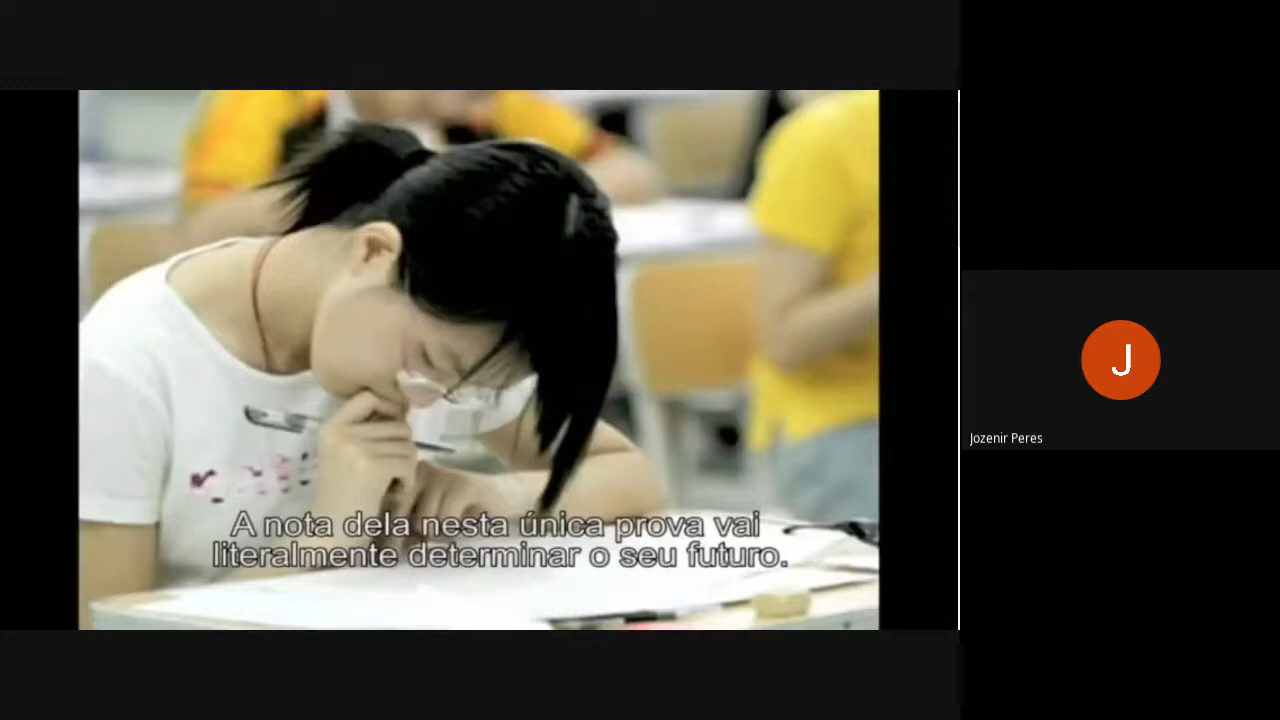 A nota dela nesta única prova vai
literalmente determinar o seu futuro.
J
Jozenir Peres